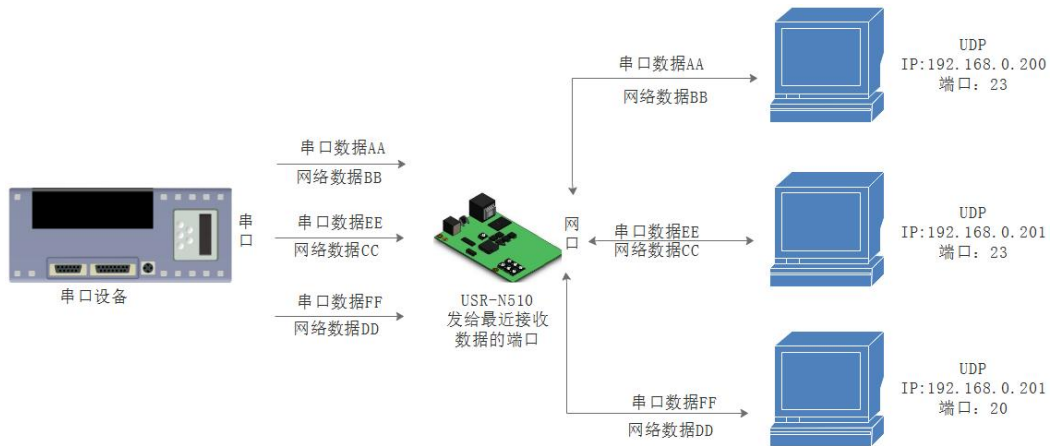 串口数据AA
网络数据BB
UDP
IP:192.168.0.200
端口: 23
串口数据AA
网络数据BB
串口
串口数据EE
网络数据CC
网口
串口数据EE
网络数据CC
UDP
IP:192.168.0.201
端口: 23
串口设备
串口数据FF
网络数据DD
USR-N510
发给最近接收
数据的端口
串口数据FF
网络数据DD
UDP
IP:192.168.0.201
端口: 20